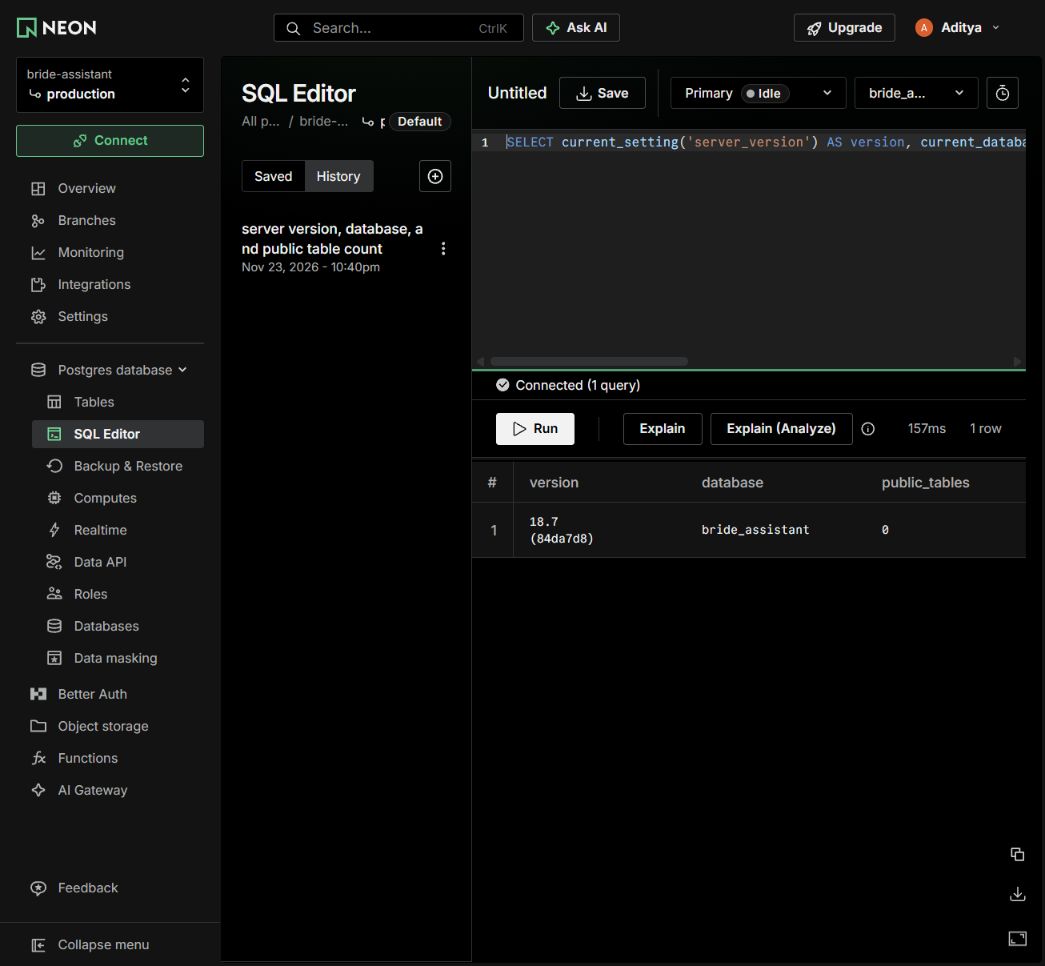 NEON
Search... CtrlK
Ask AI
Upgrade
A Aditya
bride-assistant
production
Connect
Overview
Branches
Monitoring
Integrations
Settings
Postgres database
Tables
SQL Editor
Backup & Restore
Computes
Realtime
Data API
Roles
Databases
Data masking
Better Auth
Object storage
Functions
AI Gateway
Feedback
Collapse menu
SQL Editor
All p... / bride-... p Default
Saved History
server version, database, a
nd public table count
Nov 23, 2026 - 10:40pm
Untitled Save Primary Idle bride_a...
1 SELECT current_setting('server_version') AS version, current_databa
Connected (1 query)
Run Explain Explain (Analyze) 157ms 1 row
# version database public_tables
1 18.7 (84da7d8) bride_assistant 0